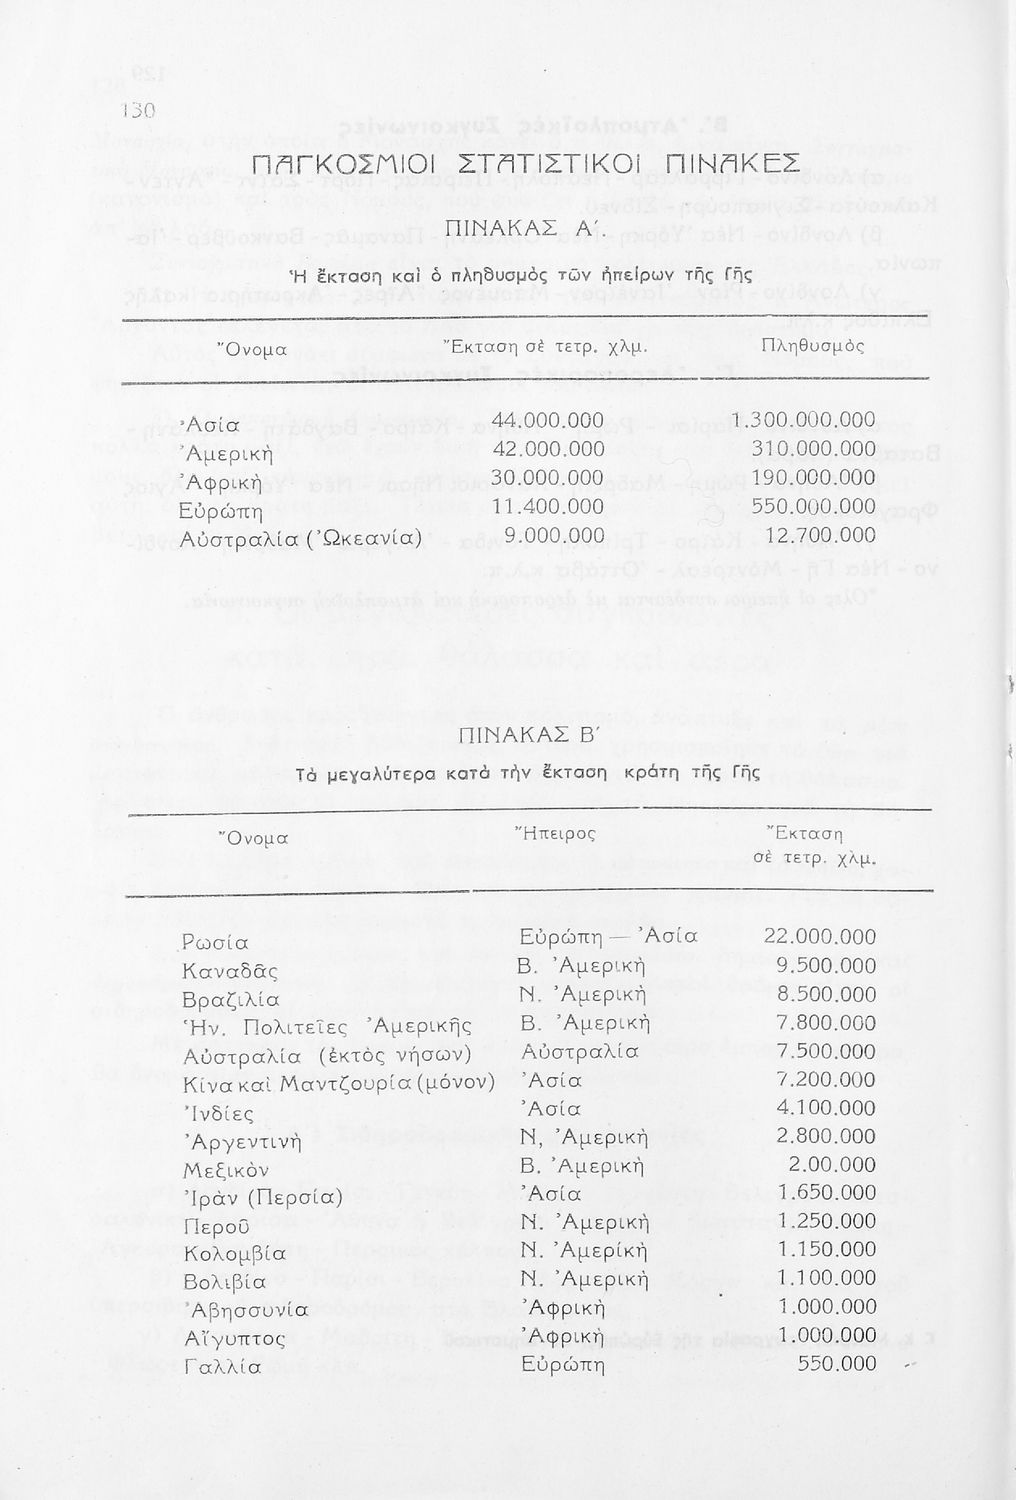 130
ΠΑΓΚΟΣΜΙΟΙ ΣΤΑΤΙΣΤΙΚΟΙ ΠΙΝΑΚΕΣ
ΠΙΝΑΚΑΣ Α΄.
Ἡ ἔκταση καὶ ὁ πληθυσμὸς τῶν ἠπείρων τῆς Γῆς
Ὄνομα Ἔκταση σὲ τετρ. χλμ. Πληθυσμὸς
Ἀσία 44.000.000 1.300.000.000
Ἀμερικὴ 42.000.000 310.000.000
Ἀφρικὴ 30.000.000 190.000.000
Εὐρώπη 11.400.000 550.000.000
Αὐστραλία (Ὠκεανία) 9.000.000 12.700.000
ΠΙΝΑΚΑΣ Β΄
Τὰ μεγαλύτερα κατὰ τὴν ἔκταση κράτη τῆς Γῆς
Ὄνομα Ἤπειρος Ἔκταση
σὲ τετρ. χλμ.
Ρωσία Εὐρώπη — Ἀσία 22.000.000
Καναδᾶς Β. Ἀμερικὴ 9.500.000
Βραζιλία Ν. Ἀμερικὴ 8.500.000
Ἡν. Πολιτεῖες Ἀμερικῆς Β. Ἀμερικὴ 7.800.000
Αὐστραλία (ἐκτὸς νήσων) Αὐστραλία 7.500.000
Κίνα καὶ Μαντζουρία (μόνον) Ἀσία 7.200.000
Ἰνδίες Ἀσία 4.100.000
Ἀργεντινὴ Ν, Ἀμερικὴ 2.800.000
Μεξικὸν Β. Ἀμερικὴ 2.00.000
Ἰρὰν (Περσία) Ἀσία 1.650.000
Περοῦ Ν. Ἀμερικὴ 1.250.000
Κολομβία Ν. Ἀμερίκὴ 1.150.000
Βολιβία Ν. Ἀμερικὴ 1.100.000
Ἀβησσυνία Ἀφρικὴ 1.000.000
Αἴγυπτος Ἀφρικὴ 1.000.000
Γαλλία Εὐρώπη 550.000